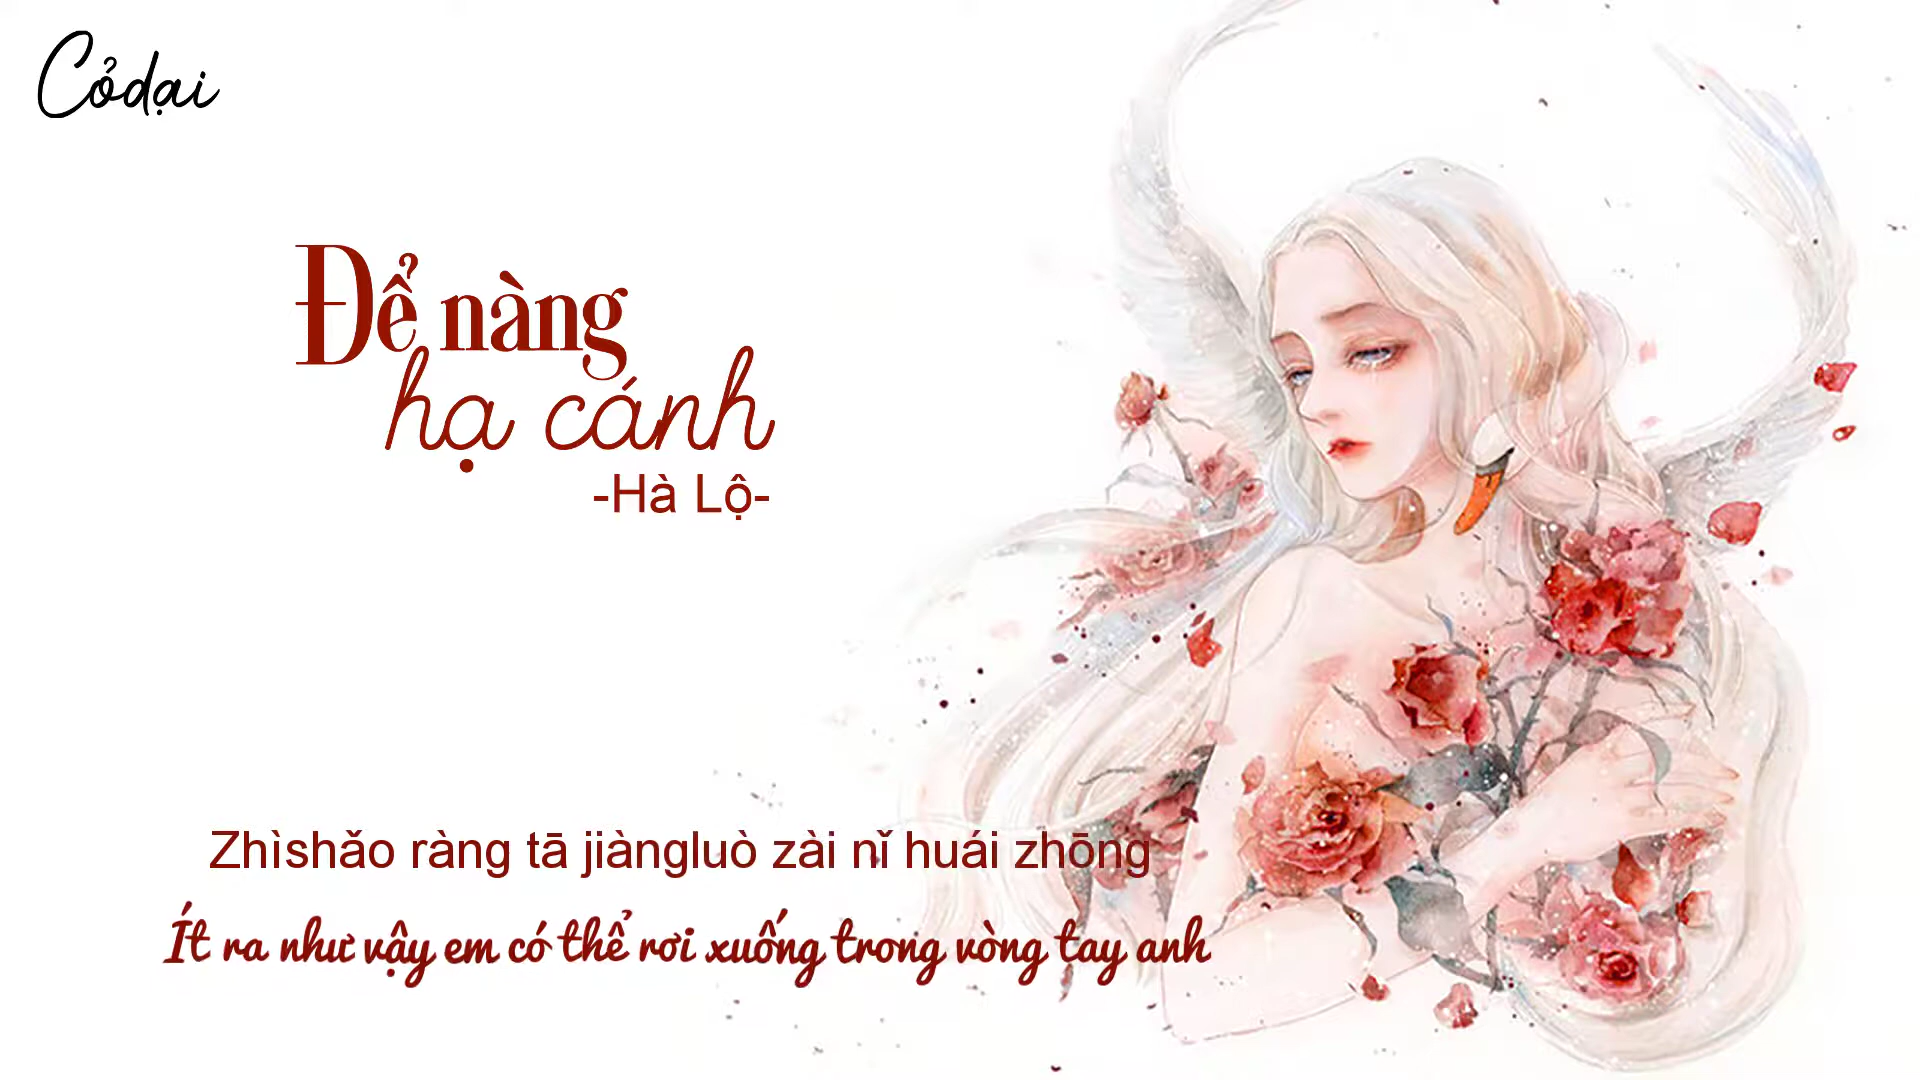 Cỏdại
Để nàng
hạ cánh
-Hà Lộ-
Zhìshǎo ràng tā jiàngluò zài nǐ huái zhōng
Ít ra như vậy em có thể rơi xuống trong vòng tay anh